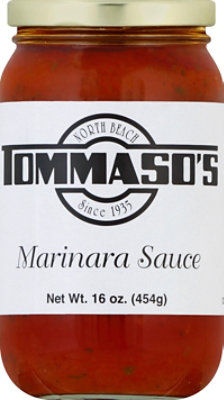 NORTH BEACH
TOMMASO'S
Since 1935
Marinara Sauce
Net Wt. 16 oz. (454g)